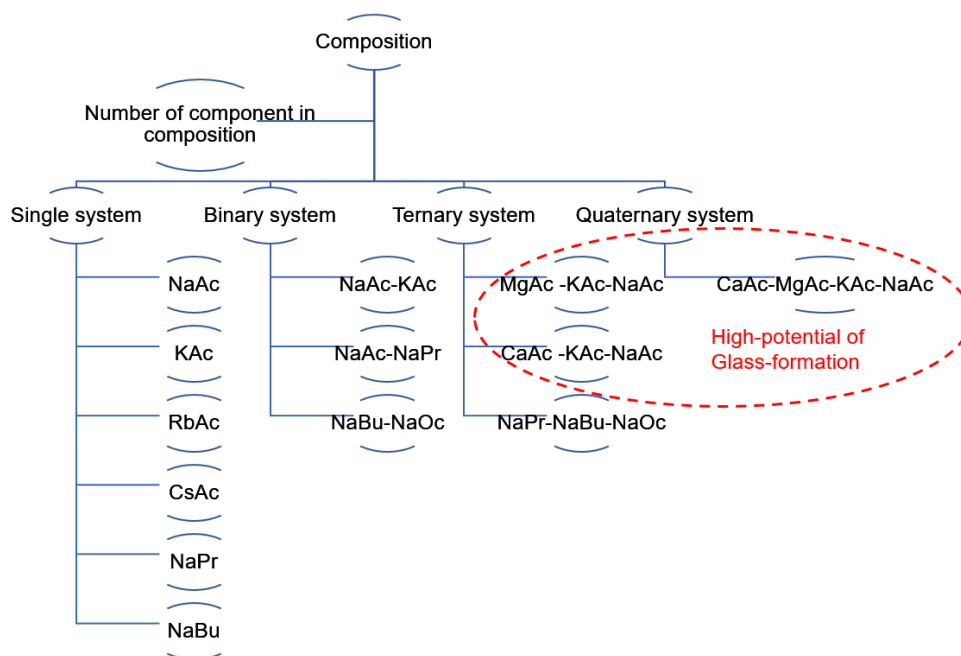 Composition
Number of component in
composition
Single system
Binary system
Ternary system
Quaternary system
NaAc
NaAc-KAc
MgAc -KAc-NaAc
CaAc-MgAc-KAc-NaAc
High-potential of
Glass-formation
KAc
NaAc-NaPr
CaAc -KAc-NaAc
RbAc
NaBu-NaOc
NaPr-NaBu-NaOc
CsAc
NaPr
NaBu